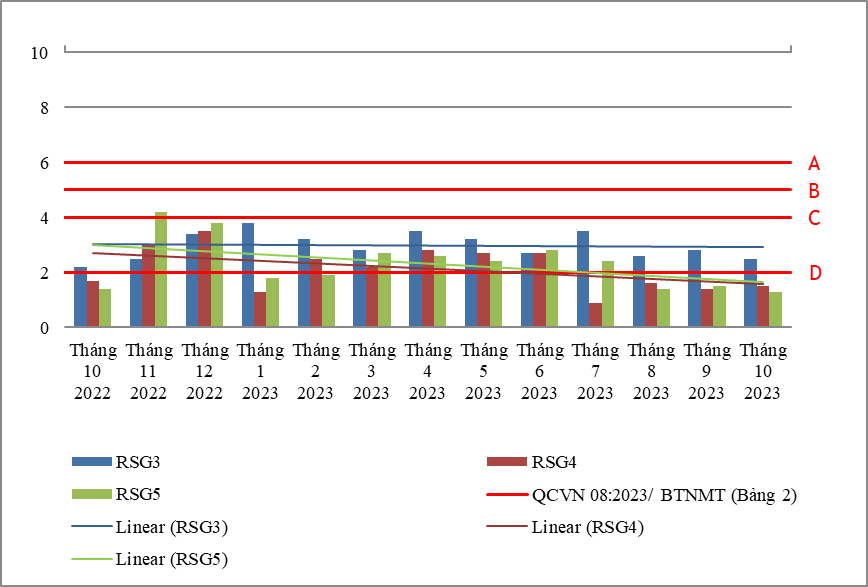 10
8
6
4
2
0
A
B
C
D
Tháng 10 2022
Tháng 11 2022
Tháng 12 2022
Tháng 1 2023
Tháng 2 2023
Tháng 3 2023
Tháng 4 2023
Tháng 5 2023
Tháng 6 2023
Tháng 7 2023
Tháng 8 2023
Tháng 9 2023
Tháng 10 2023
RSG3
RSG4
RSG5
QCVN 08:2023/ BTNMT (Bảng 2)
Linear (RSG3)
Linear (RSG4)
Linear (RSG5)